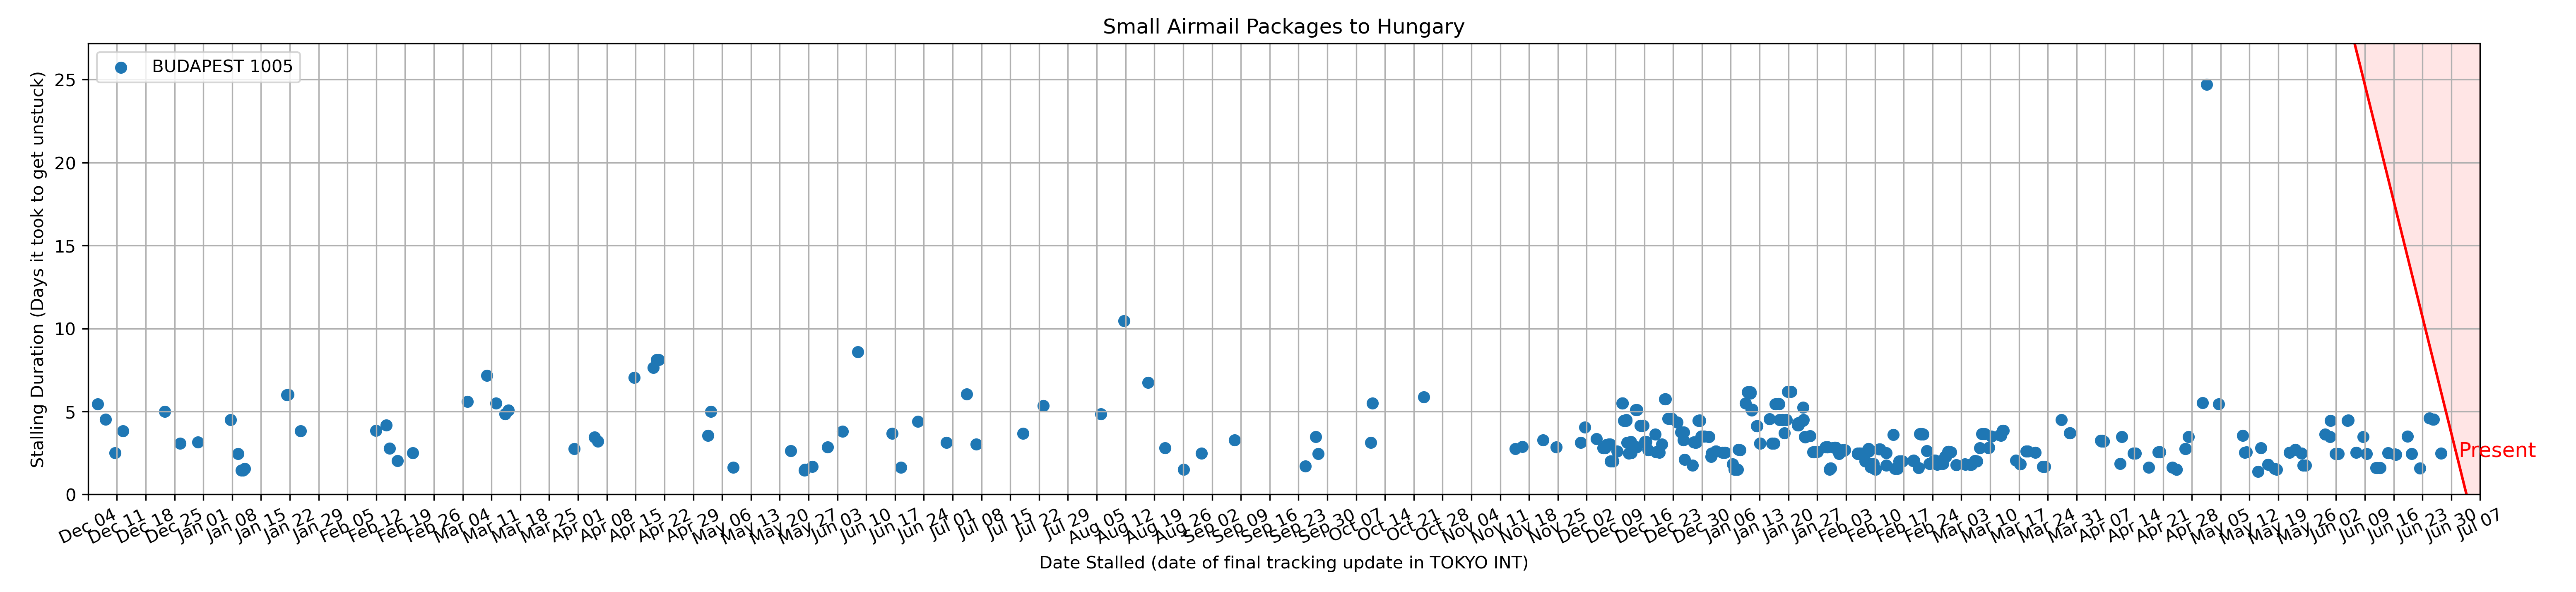 Small Airmail Packages to Hungary
BUDAPEST 1005
Stalling Duration (Days it took to get unstuck)
25
20
15
10
5
0
Present
Dec 04
Dec 11
Dec 18
Dec 25
Jan 01
Jan 08
Jan 15
Jan 22
Jan 29
Feb 05
Feb 12
Feb 19
Feb 26
Mar 04
Mar 11
Mar 18
Mar 25
Apr 01
Apr 08
Apr 15
Apr 22
Apr 29
May 06
May 13
May 20
May 27
Jun 03
Jun 10
Jun 17
Jun 24
Jul 01
Jul 08
Jul 15
Jul 22
Jul 29
Aug 05
Aug 12
Aug 19
Aug 26
Sep 02
Sep 09
Sep 16
Sep 23
Sep 30
Oct 07
Oct 14
Oct 21
Oct 28
Nov 04
Nov 11
Nov 18
Nov 25
Dec 02
Dec 09
Dec 16
Dec 23
Dec 30
Jan 06
Jan 13
Jan 20
Jan 27
Feb 03
Feb 10
Feb 17
Feb 24
Mar 03
Mar 10
Mar 17
Mar 24
Mar 31
Apr 07
Apr 14
Apr 21
Apr 28
May 05
May 12
May 19
May 26
Jun 02
Jun 09
Jun 16
Jun 23
Jun 30
Jul 07
Date Stalled (date of final tracking update in TOKYO INT)